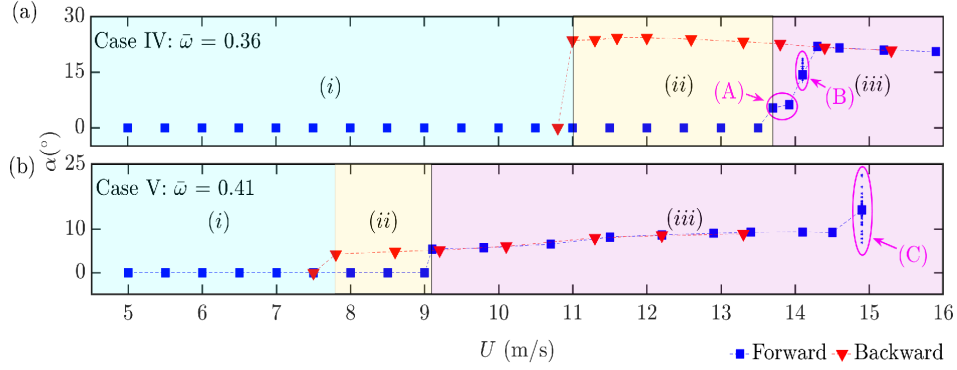 (a)
30
15
0
Case IV: ω̄ = 0.36
(i)
(ii)
(iii)
(A)
(B)
α(°
(b)
25
10
0
Case V: ω̄ = 0.41
(i)
(ii)
(iii)
(C)
5 6 7 8 9 10 11 12 13 14 15 16
U (m/s)
Forward Backward